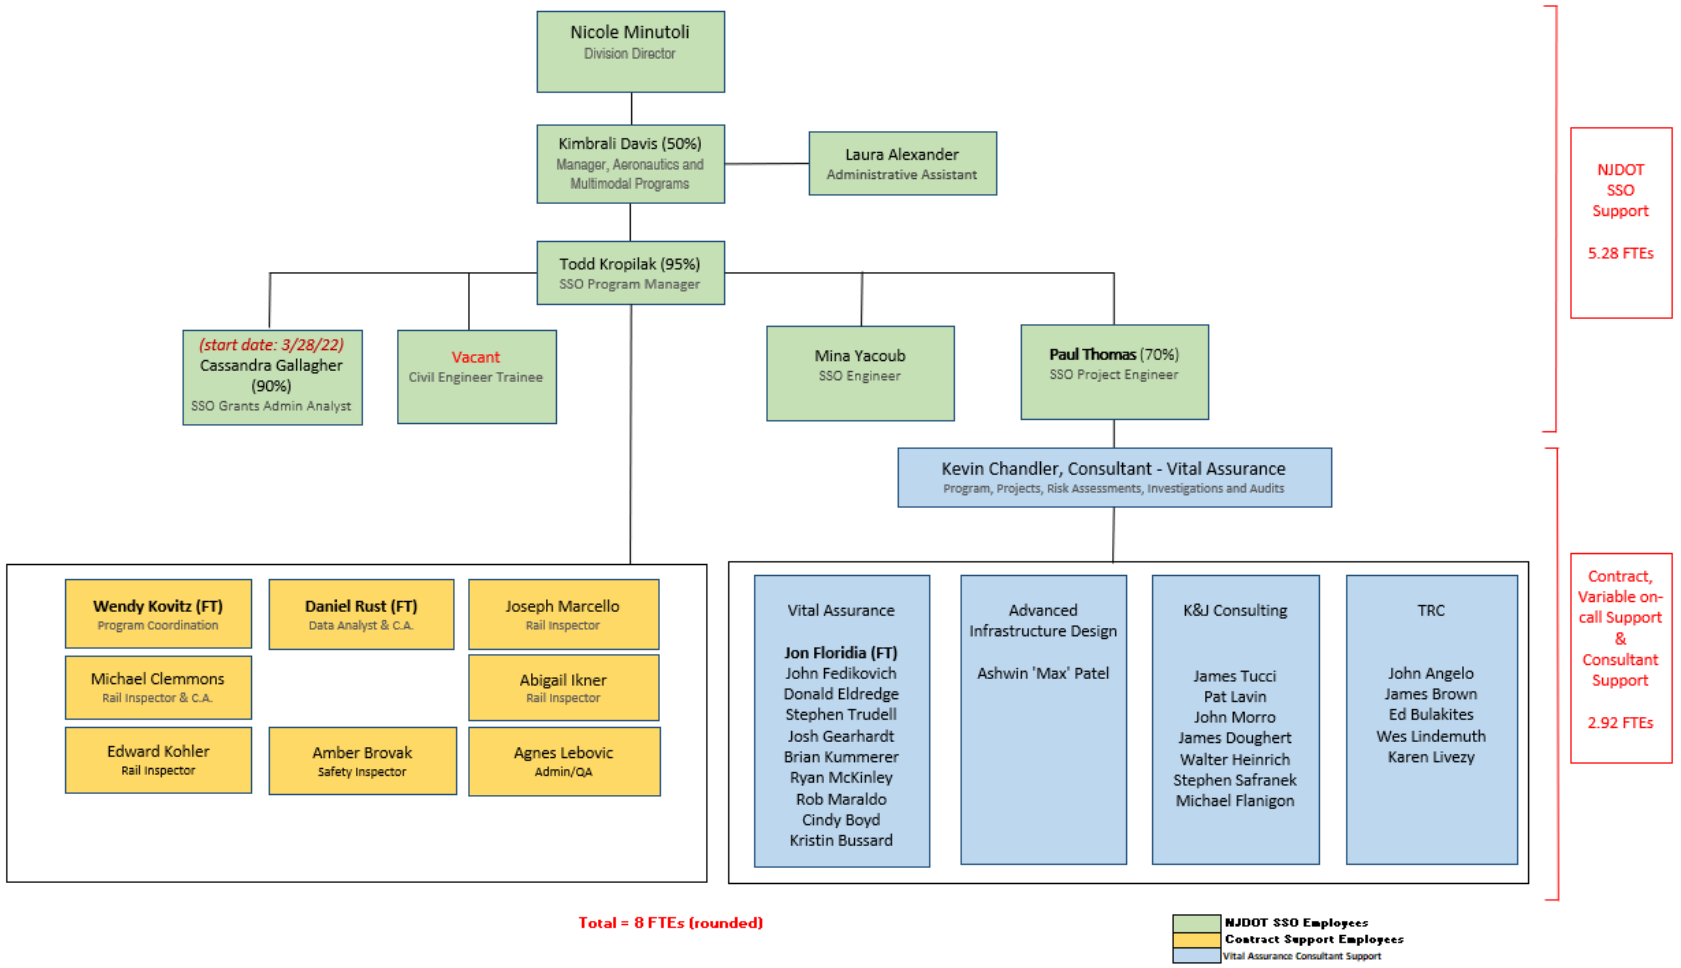 Nicole Minutoli
Division Director
Kimbrali Davis (50%)
Manager, Aeronautics and
Multimodal Programs
Laura Alexander
Administrative Assistant
NJDOT
SSO
Support
5.28 FTEs
Todd Kropilak (95%)
SSO Program Manager
(start date: 3/28/22)
Cassandra Gallagher
(90%)
SSO Grants Admin Analyst
Vacant
Civil Engineer Trainee
Mina Yacoub
SSO Engineer
Paul Thomas (70%)
SSO Project Engineer
Kevin Chandler, Consultant - Vital Assurance
Program, Projects, Risk Assessments, Investigations and Audits
Wendy Kovitz (FT)
Program Coordination
Daniel Rust (FT)
Data Analyst & C.A.
Joseph Marcello
Rail Inspector
Michael Clemmons
Rail Inspector & C.A.
Abigail Ikner
Rail Inspector
Edward Kohler
Rail Inspector
Amber Brovak
Safety Inspector
Agnes Lebovic
Admin/QA
Vital Assurance
Jon Floridia (FT)
John Fedikovich
Donald Eldredge
Stephen Trudell
Josh Gearhardt
Brian Kummerer
Ryan McKinley
Rob Maraldo
Cindy Boyd
Kristin Bussard
Advanced
Infrastructure Design
Ashwin 'Max' Patel
K&J Consulting
James Tucci
Pat Lavin
John Morro
James Doughert
Walter Heinrich
Stephen Safranek
Michael Flanigon
TRC
John Angelo
James Brown
Ed Bulakites
Wes Lindemuth
Karen Livezy
Contract,
Variable on-
call Support
&
Consultant
Support
2.92 FTEs
Total = 8 FTEs (rounded)
NJDOT SSO Employees
Contract Support Employees
Vital Assurance Consultant Support